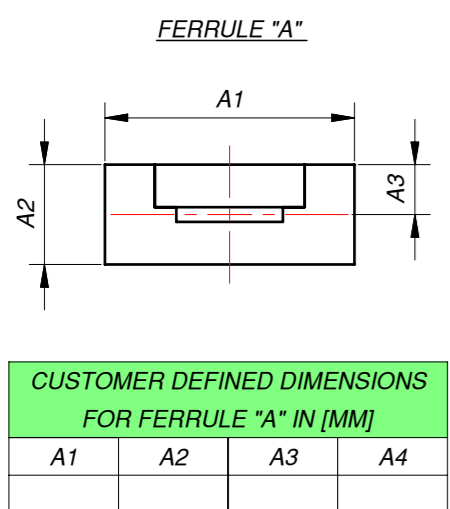 FERRULE "A"
A1
A2
A3
CUSTOMER DEFINED DIMENSIONS
FOR FERRULE "A" IN [MM]
A1 A2 A3 A4